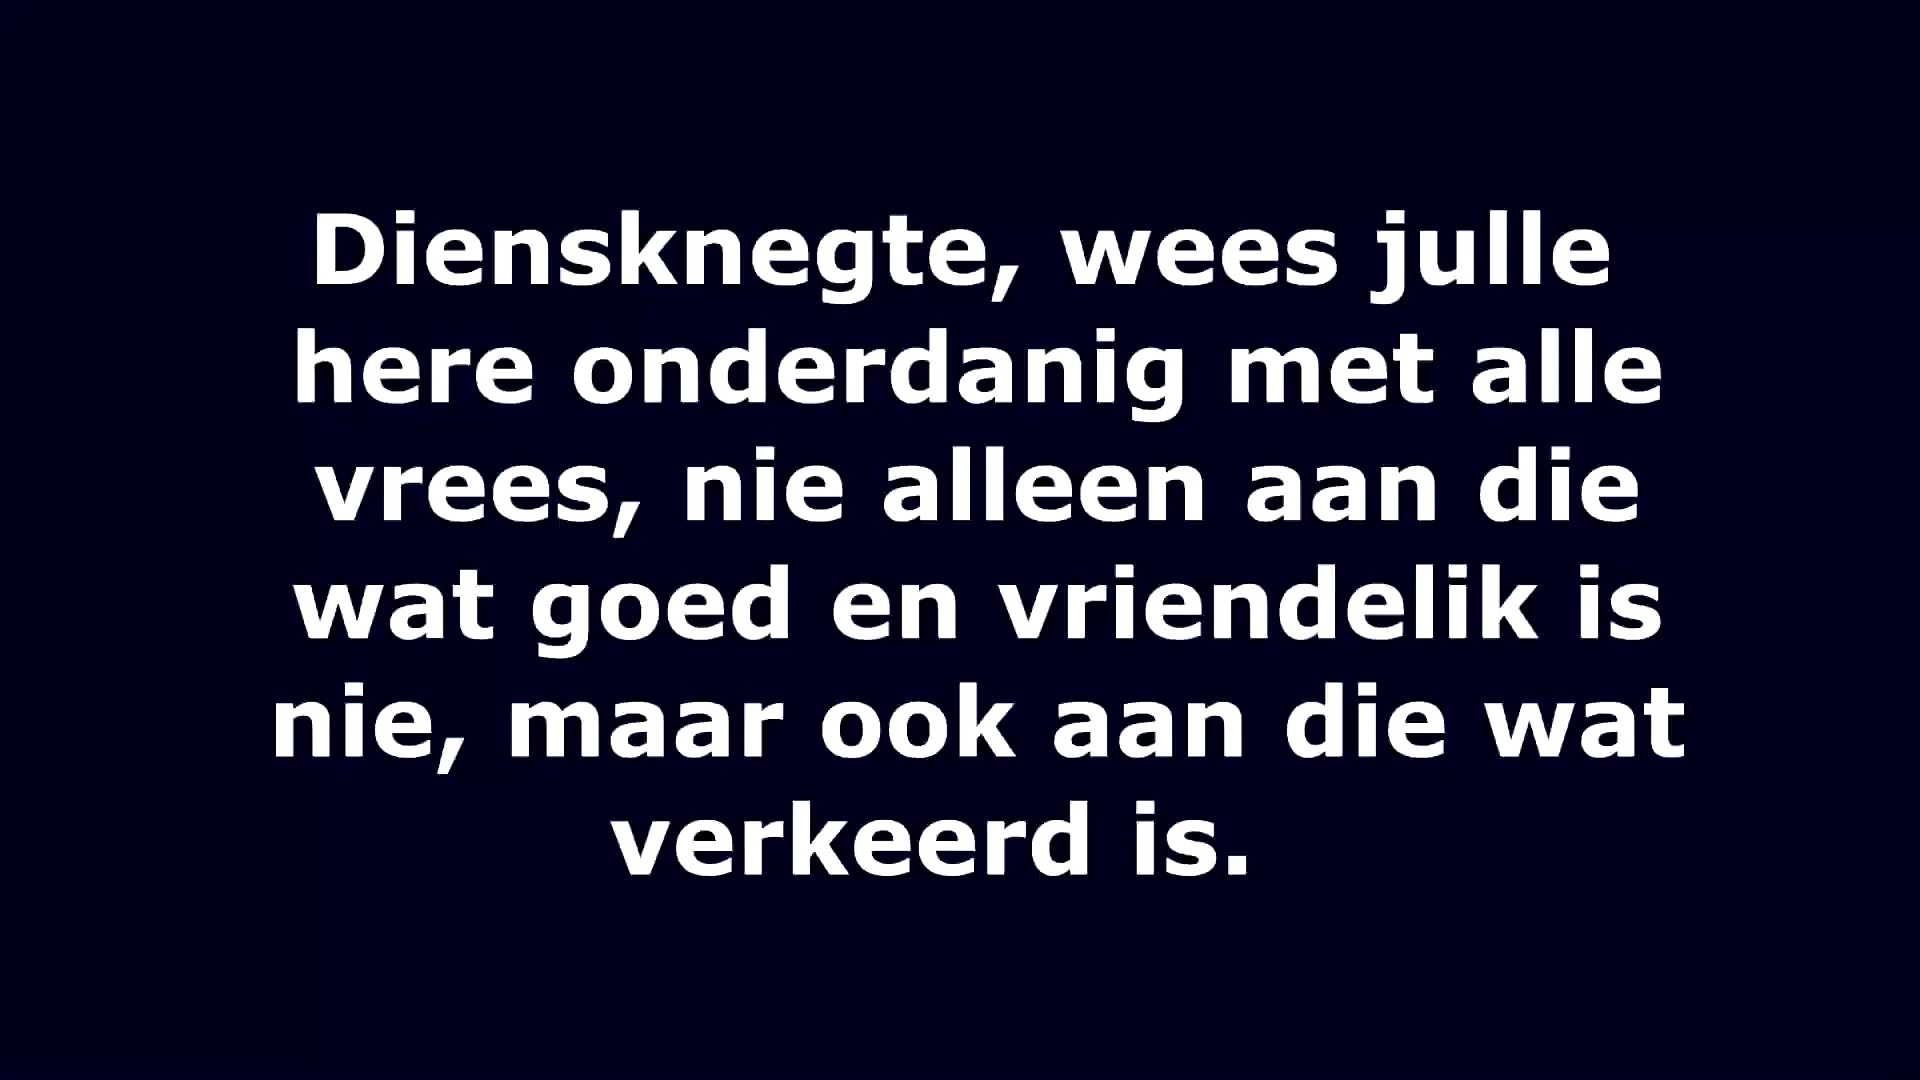 Diensknegte, wees julle
here onderdanig met alle
vrees, nie alleen aan die
wat goed en vriendelik is
nie, maar ook aan die wat
verkeerd is.